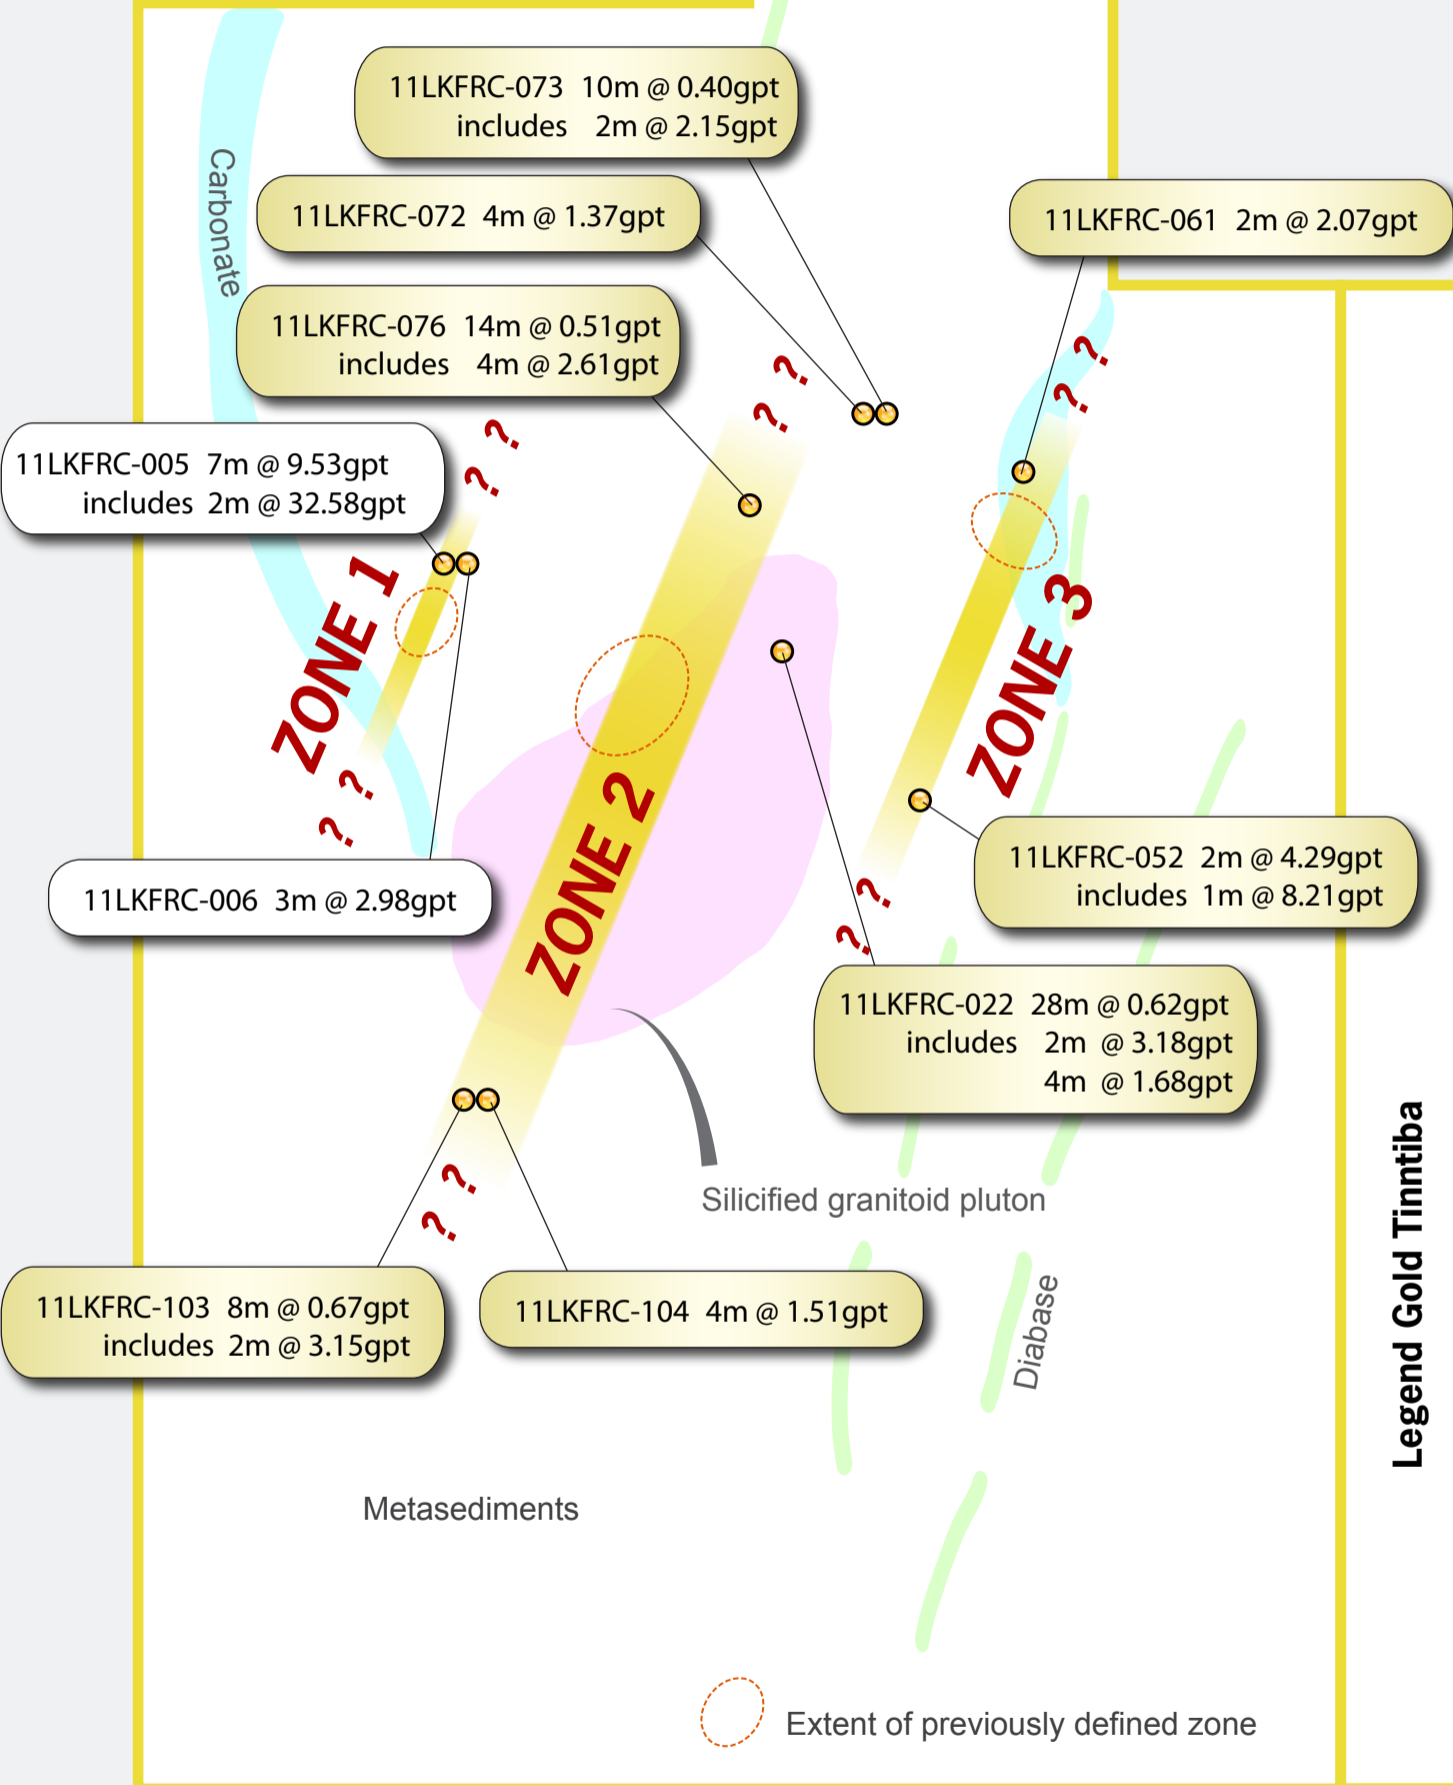 11LKFRC-073 10m @ 0.40gpt
includes 2m @ 2.15gpt
11LKFRC-072 4m @ 1.37gpt
11LKFRC-061 2m @ 2.07gpt
Carbonate
11LKFRC-076 14m @ 0.51gpt
includes 4m @ 2.61gpt
? ?
? ?
? ?
11LKFRC-005 7m @ 9.53gpt
includes 2m @ 32.58gpt
ZONE 1
ZONE 2
ZONE 3
? ?
? ?
11LKFRC-006 3m @ 2.98gpt
11LKFRC-052 2m @ 4.29gpt
includes 1m @ 8.21gpt
11LKFRC-022 28m @ 0.62gpt
includes 2m @ 3.18gpt
4m @ 1.68gpt
Silicified granitoid pluton
? ?
11LKFRC-103 8m @ 0.67gpt
includes 2m @ 3.15gpt
11LKFRC-104 4m @ 1.51gpt
Diabase
Legend Gold Tinntiba
Metasediments
Extent of previously defined zone